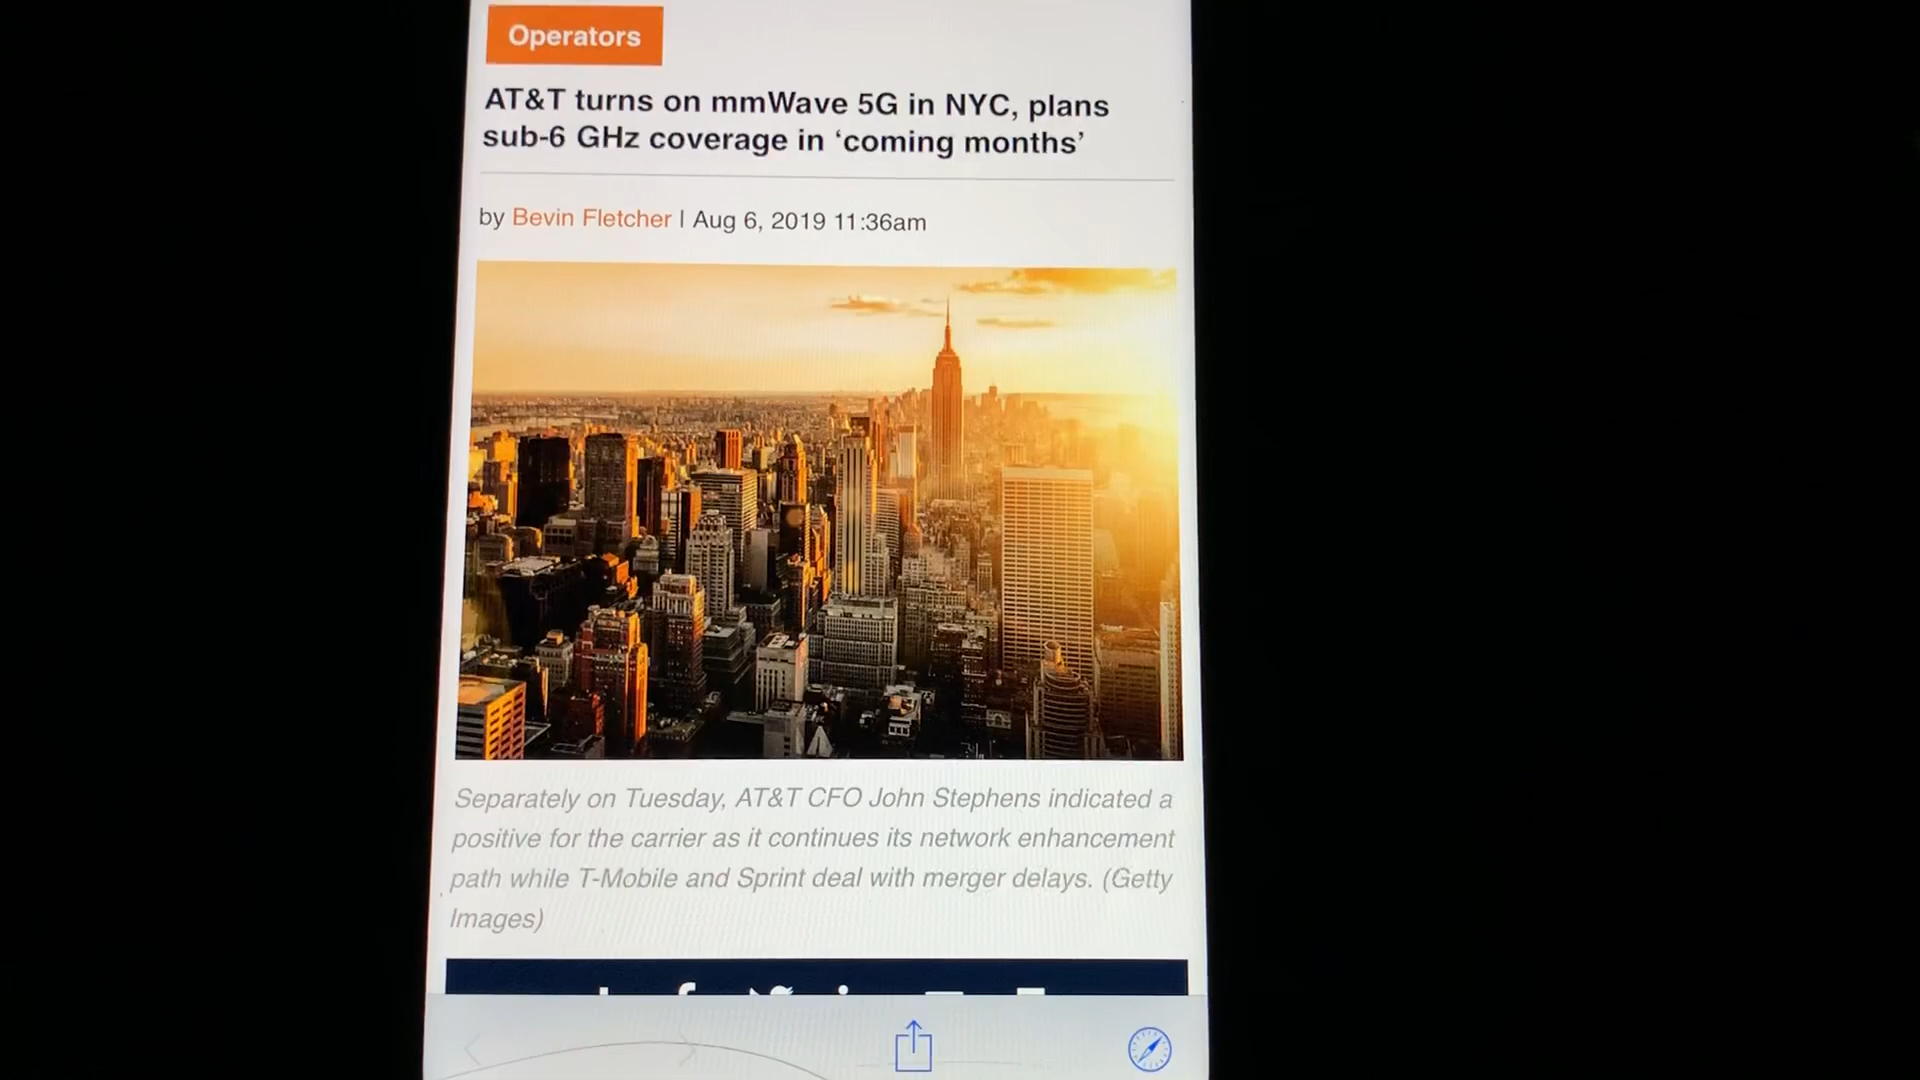 Operators
AT&T turns on mmWave 5G in NYC, plans
sub-6 GHz coverage in ‘coming months’
by Bevin Fletcher | Aug 6, 2019 11:36am
Separately on Tuesday, AT&T CFO John Stephens indicated a
positive for the carrier as it continues its network enhancement
path while T-Mobile and Sprint deal with merger delays. (Getty
Images)